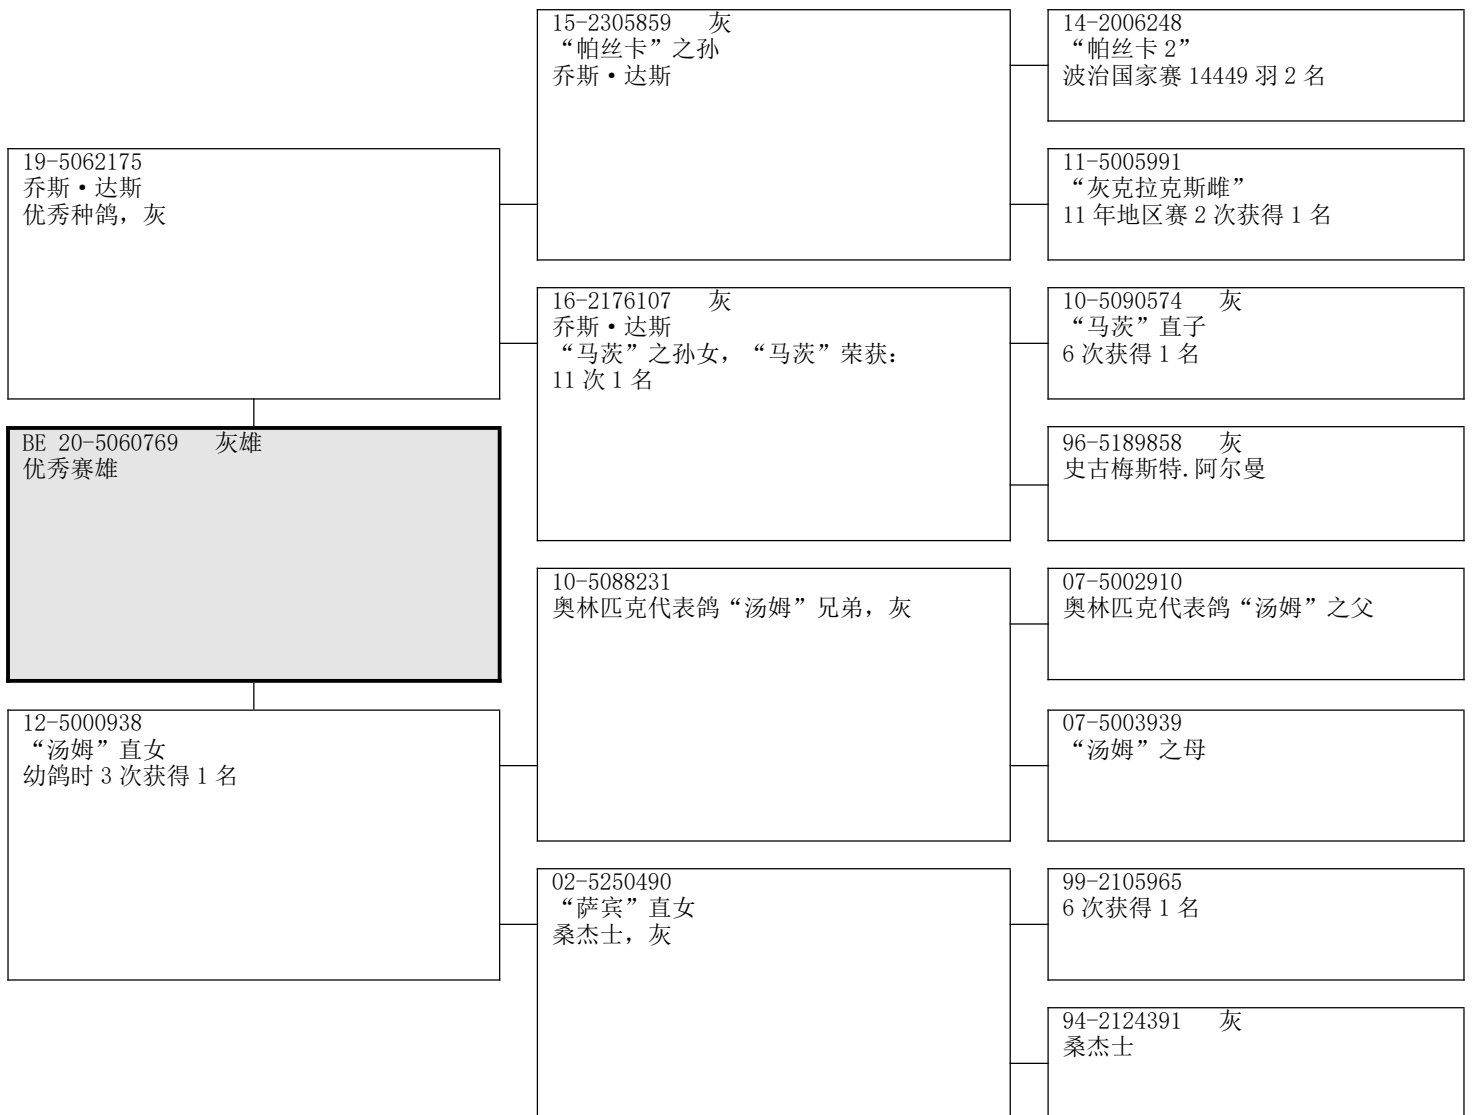 15-2305859 灰
“帕丝卡”之孙
乔斯·达斯
14-2006248
“帕丝卡 2”
波治国家赛 14449 羽 2 名
19-5062175
乔斯·达斯
优秀种鸽，灰
11-5005991
“灰克拉克斯雌”
11 年地区赛 2 次获得 1 名
16-2176107 灰
乔斯·达斯
“马茨”之孙女，“马茨”荣获：
11 次 1 名
10-5090574 灰
“马茨”直子
6 次获得 1 名
BE 20-5060769 灰雄
优秀赛雄
96-5189858 灰
史古梅斯特.阿尔曼
10-5088231
奥林匹克代表鸽“汤姆”兄弟，灰
07-5002910
奥林匹克代表鸽“汤姆”之父
12-5000938
“汤姆”直女
幼鸽时 3 次获得 1 名
07-5003939
“汤姆”之母
02-5250490
“萨宾”直女
桑杰士，灰
99-2105965
6 次获得 1 名
94-2124391 灰
桑杰士